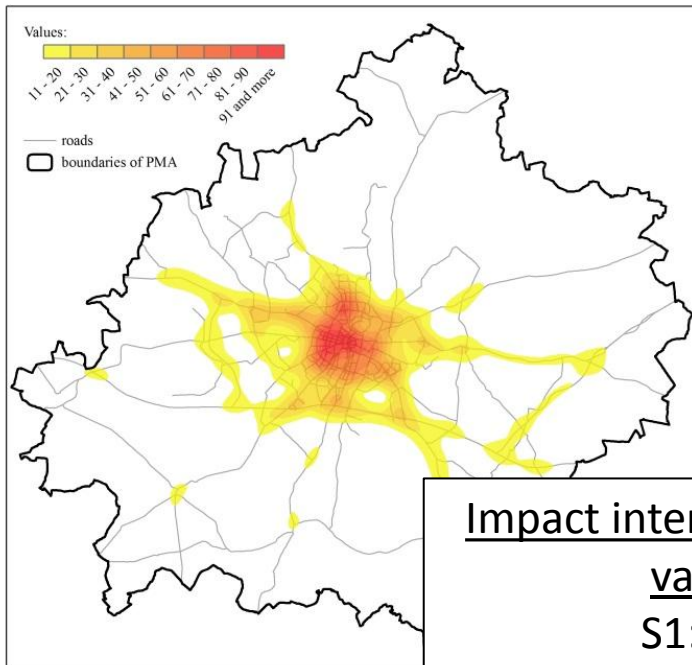 Values:
11 - 20
21 - 30
31 - 40
41 - 50
51 - 60
61 - 70
71 - 80
81 - 90
91 and more
roads
boundaries of PMA
Impact inter
va
S1: